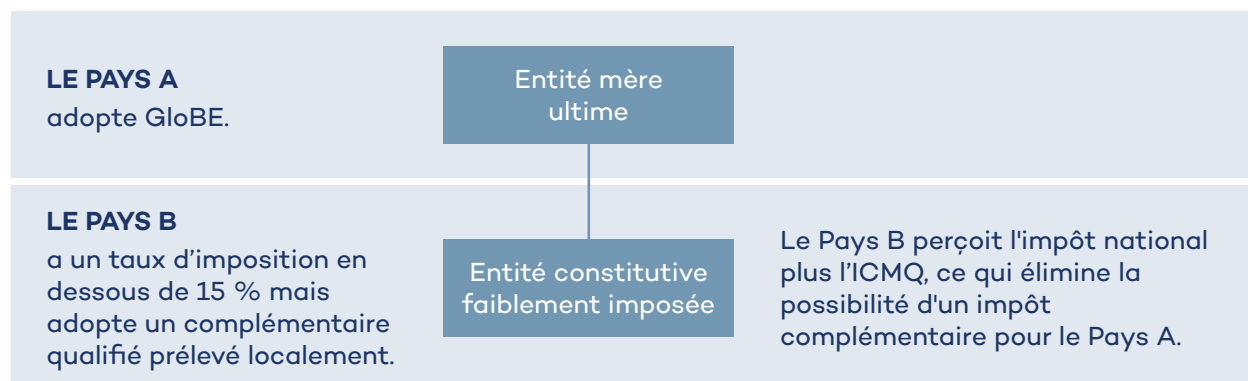 LE PAYS A
adopte GloBE.
Entité mère
ultime
LE PAYS B
a un taux d’imposition en
dessous de 15 % mais
adopte un complémentaire
qualifié prélevé localement.
Entité constitutive
faiblement imposée
Le Pays B perçoit l'impôt national
plus l’ICMQ, ce qui élimine la
possibilité d'un impôt
complémentaire pour le Pays A.